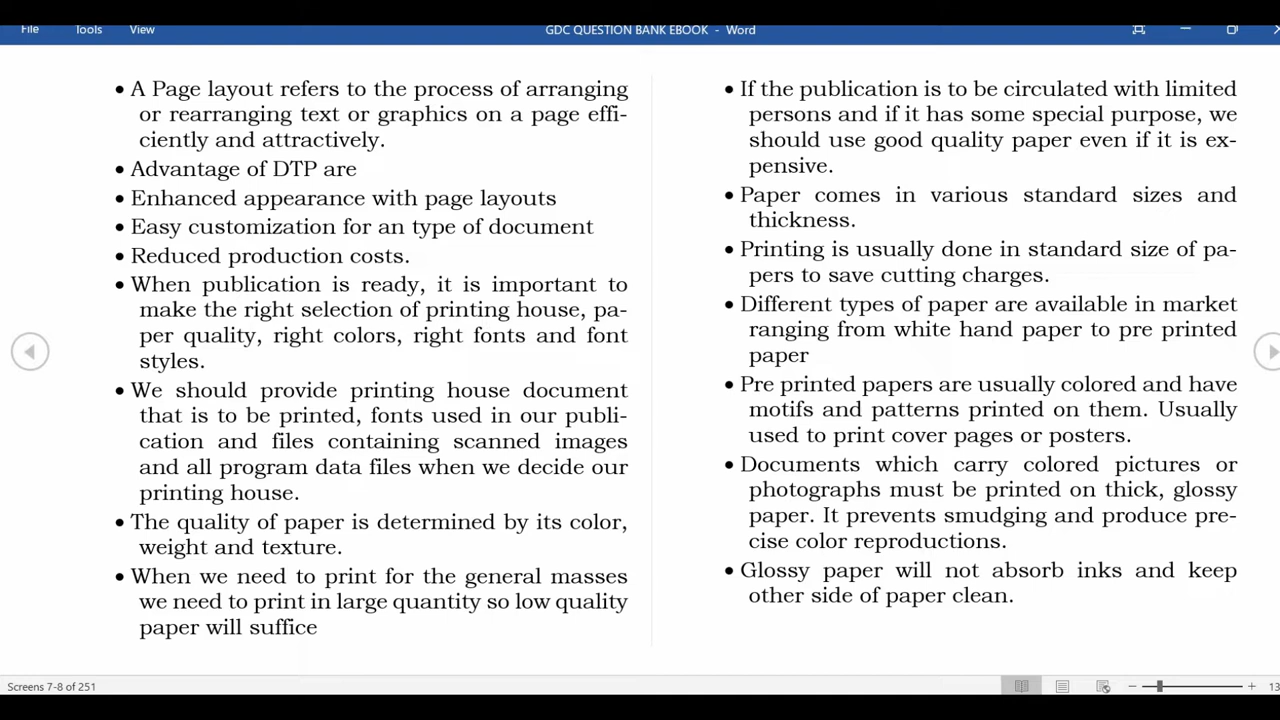 File Tools View GDC QUESTION BANK EBOOK - Word
• A Page layout refers to the process of arranging
or rearranging text or graphics on a page effi-
ciently and attractively.
• Advantage of DTP are
• Enhanced appearance with page layouts
• Easy customization for an type of document
• Reduced production costs.
• When publication is ready, it is important to
make the right selection of printing house, pa-
per quality, right colors, right fonts and font
styles.
• We should provide printing house document
that is to be printed, fonts used in our publi-
cation and files containing scanned images
and all program data files when we decide our
printing house.
• The quality of paper is determined by its color,
weight and texture.
• When we need to print for the general masses
we need to print in large quantity so low quality
paper will suffice
• If the publication is to be circulated with limited
persons and if it has some special purpose, we
should use good quality paper even if it is ex-
pensive.
• Paper comes in various standard sizes and
thickness.
• Printing is usually done in standard size of pa-
pers to save cutting charges.
• Different types of paper are available in market
ranging from white hand paper to pre printed
paper
• Pre printed papers are usually colored and have
motifs and patterns printed on them. Usually
used to print cover pages or posters.
• Documents which carry colored pictures or
photographs must be printed on thick, glossy
paper. It prevents smudging and produce pre-
cise color reproductions.
• Glossy paper will not absorb inks and keep
other side of paper clean.
Screens 7-8 of 251
13